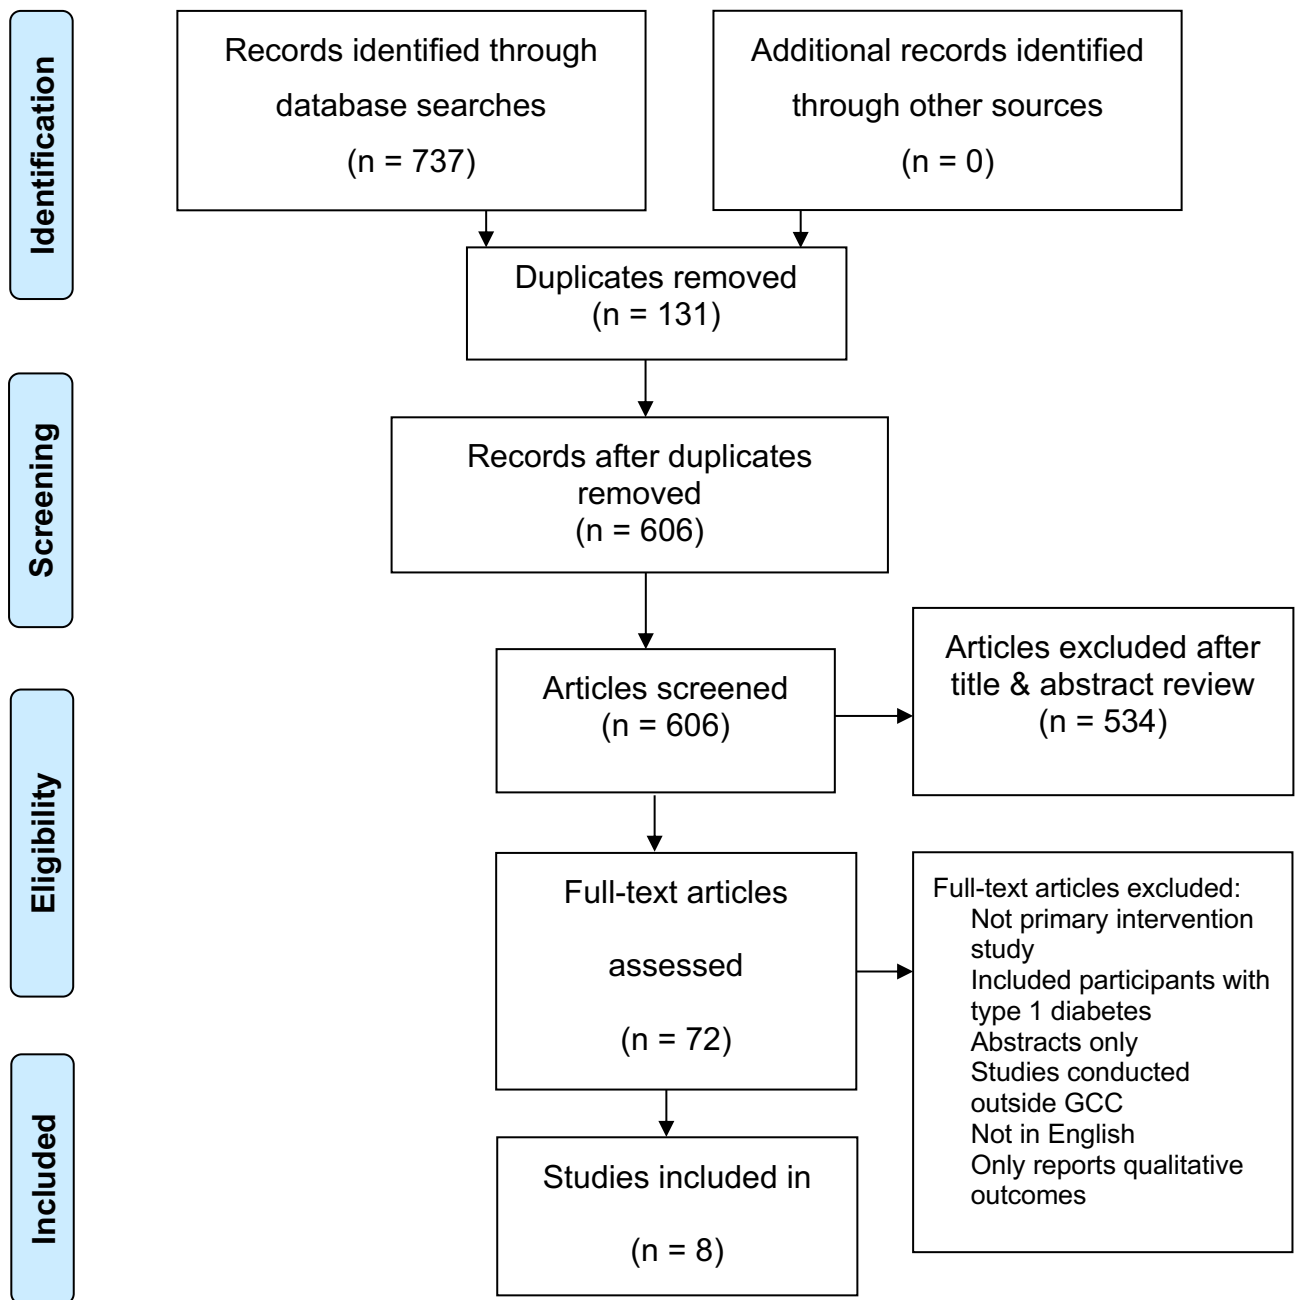 Identification
Records identified through
database searches
(n = 737)
Additional records identified
through other sources
(n = 0)
Duplicates removed
(n = 131)
Screening
Records after duplicates
removed
(n = 606)
Articles screened
(n = 606)
Articles excluded after
title & abstract review
(n = 534)
Eligibility
Full-text articles
assessed
(n = 72)
Full-text articles excluded:
Not primary intervention
study
Included participants with
type 1 diabetes
Abstracts only
Studies conducted
outside GCC
Not in English
Only reports qualitative
outcomes
Included
Studies included in
(n = 8)